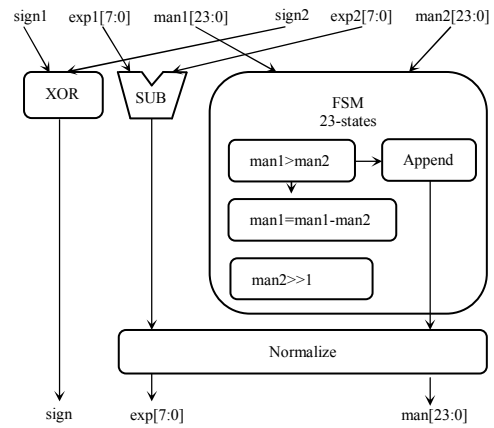 sign1 exp1[7:0] man1[23:0] sign2 exp2[7:0] man2[23:0]
XOR
SUB
FSM
23-states
man1>man2
Append
man1=man1-man2
man2>>1
Normalize
sign exp[7:0] man[23:0]